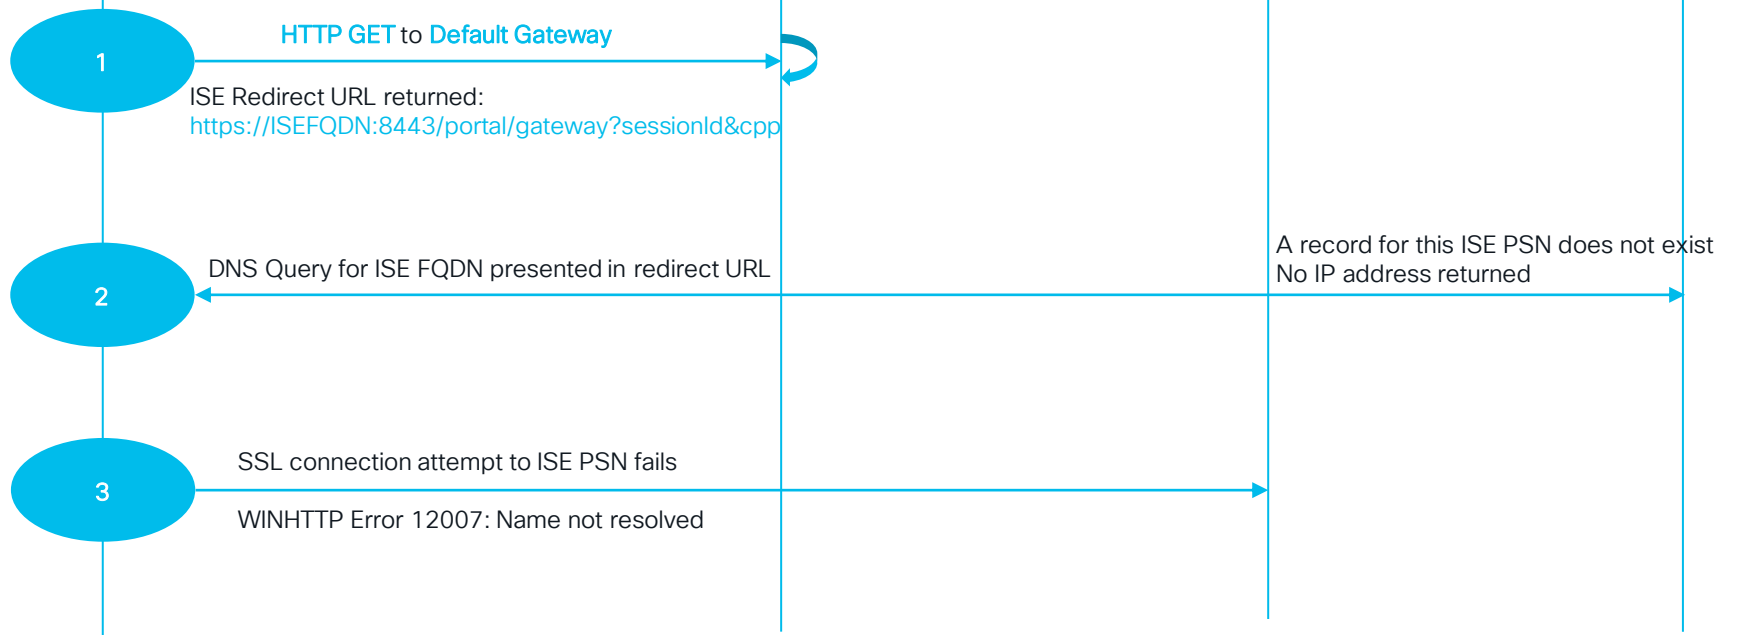 1
HTTP GET to Default Gateway
ISE Redirect URL returned:
https://ISEFQDN:8443/portal/gateway?sessionId&cpp
2
DNS Query for ISE FQDN presented in redirect URL
A record for this ISE PSN does not exist
No IP address returned
3
SSL connection attempt to ISE PSN fails
WINHTTP Error 12007: Name not resolved